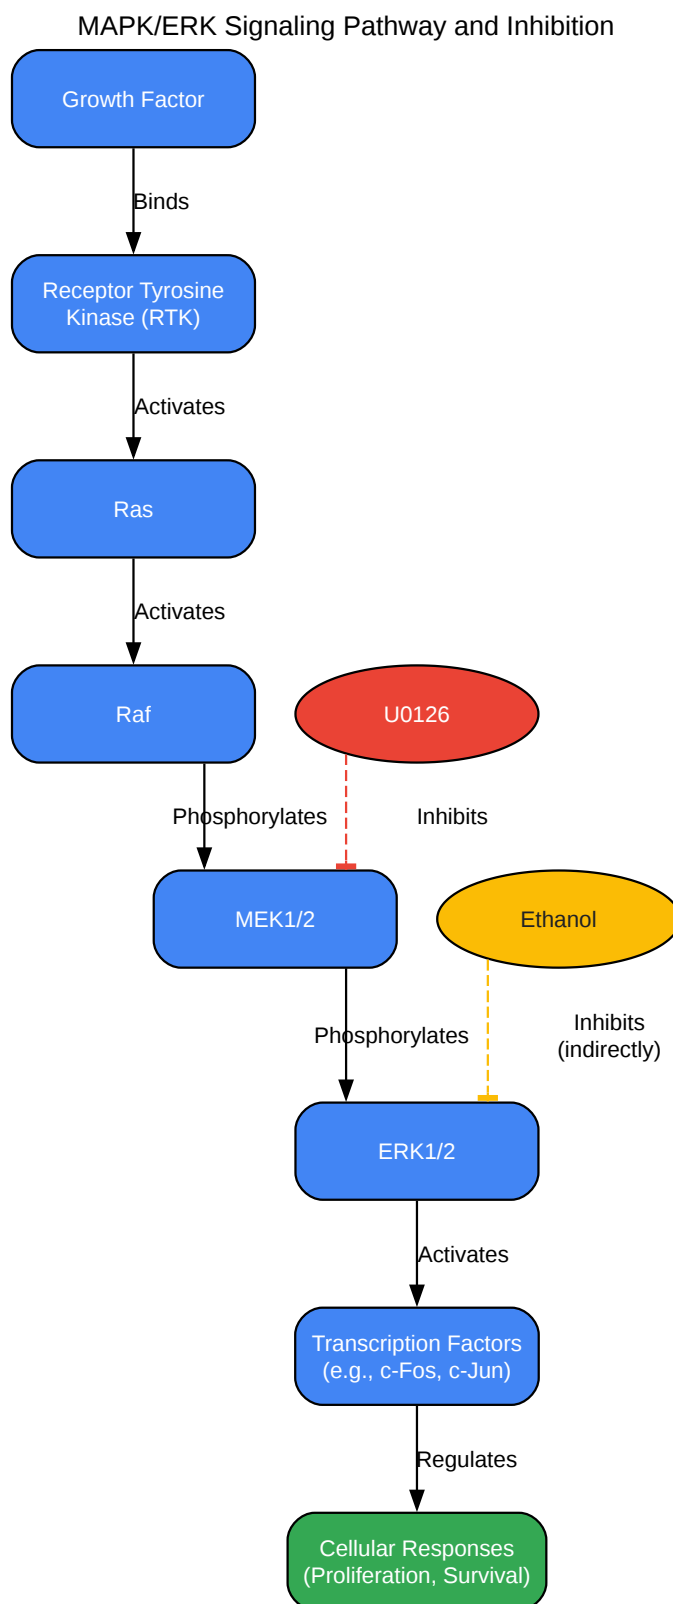 MAPK/ERK Signaling Pathway and Inhibition
Growth Factor
Binds
Receptor Tyrosine
Kinase (RTK)
Activates
Ras
Activates
Raf
U0126
Phosphorylates
Inhibits
MEK1/2
Ethanol
Phosphorylates
Inhibits
(indirectly)
ERK1/2
Activates
Transcription Factors
(e.g., c-Fos, c-Jun)
Regulates
Cellular Responses
(Proliferation, Survival)